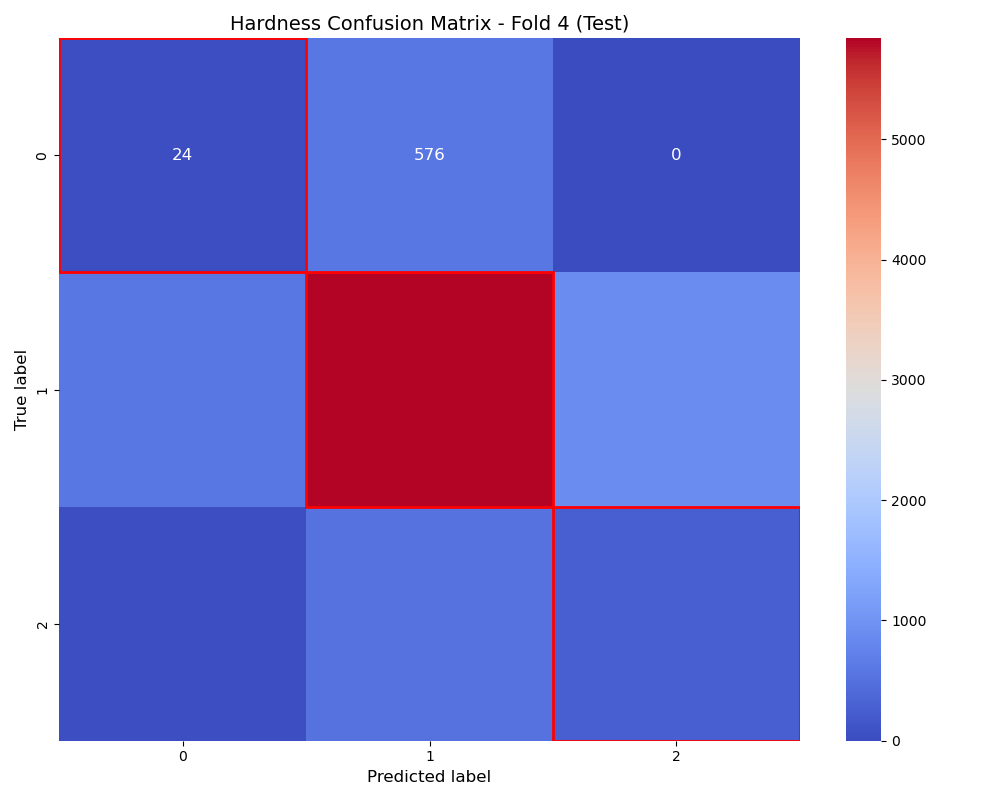 Hardness Confusion Matrix - Fold 4 (Test)
24 576 0
0
1
2
True label
0 1 2
Predicted label
5000
4000
3000
2000
1000
0